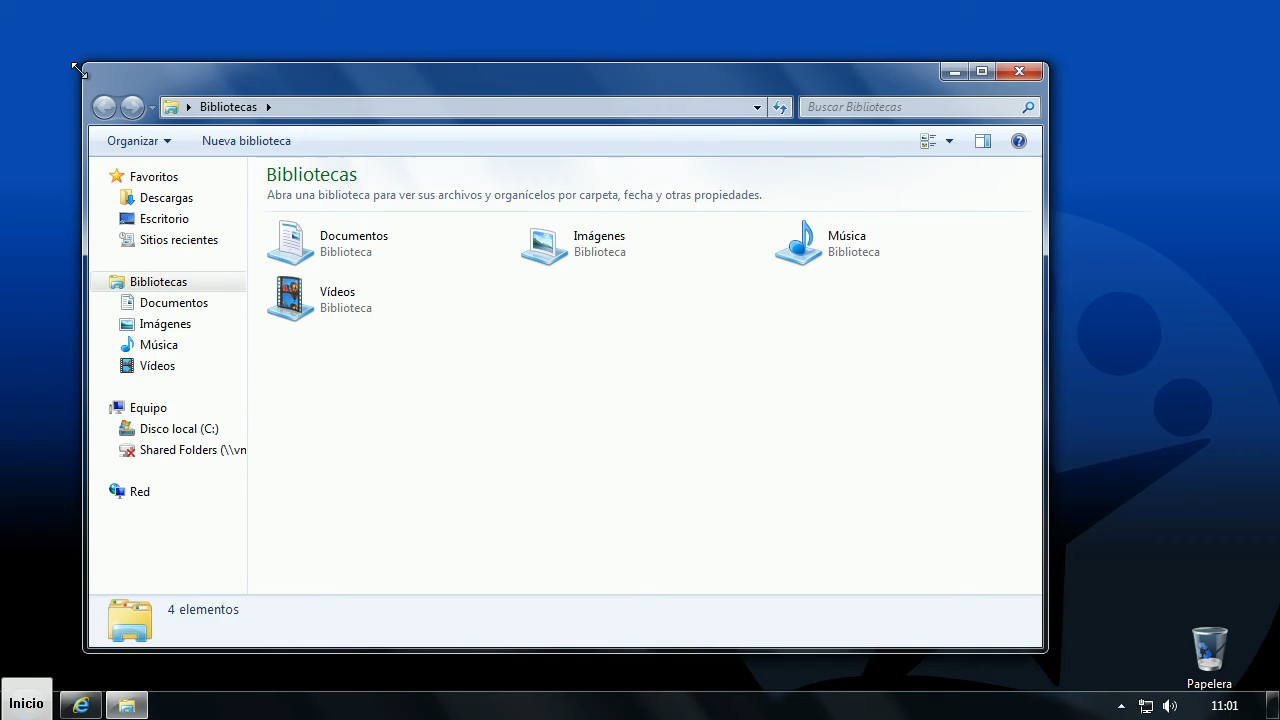 Bibliotecas
Buscar Bibliotecas
Organizar
Nueva biblioteca
Favoritos
Descargas
Escritorio
Sitios recientes
Bibliotecas
Documentos
Imágenes
Música
Vídeos
Equipo
Disco local (C:)
Shared Folders (\\vn
Red
Bibliotecas
Abra una biblioteca para ver sus archivos y organícelos por carpeta, fecha y otras propiedades.
Documentos
Biblioteca
Imágenes
Biblioteca
Música
Biblioteca
Vídeos
Biblioteca
4 elementos
Papelera
Inicio
11:01